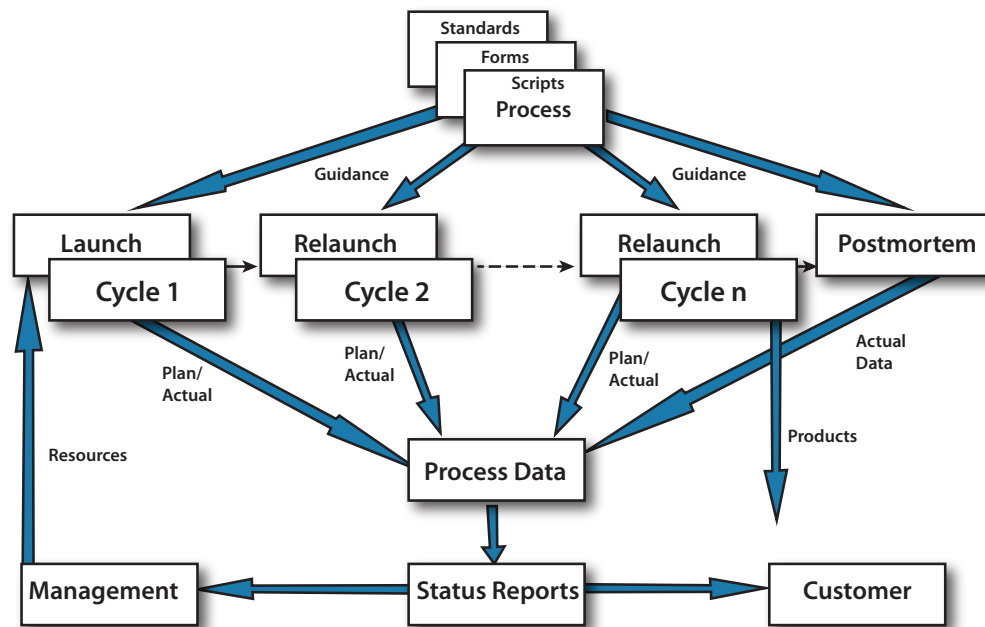 Standards
Forms
Scripts
Process
Guidance
Guidance
Launch
Relaunch
Relaunch
Postmortem
Cycle 1
Cycle 2
Cycle n
Plan/
Actual
Plan/
Actual
Plan/
Actual
Actual
Data
Resources
Products
Process Data
Management
Status Reports
Customer